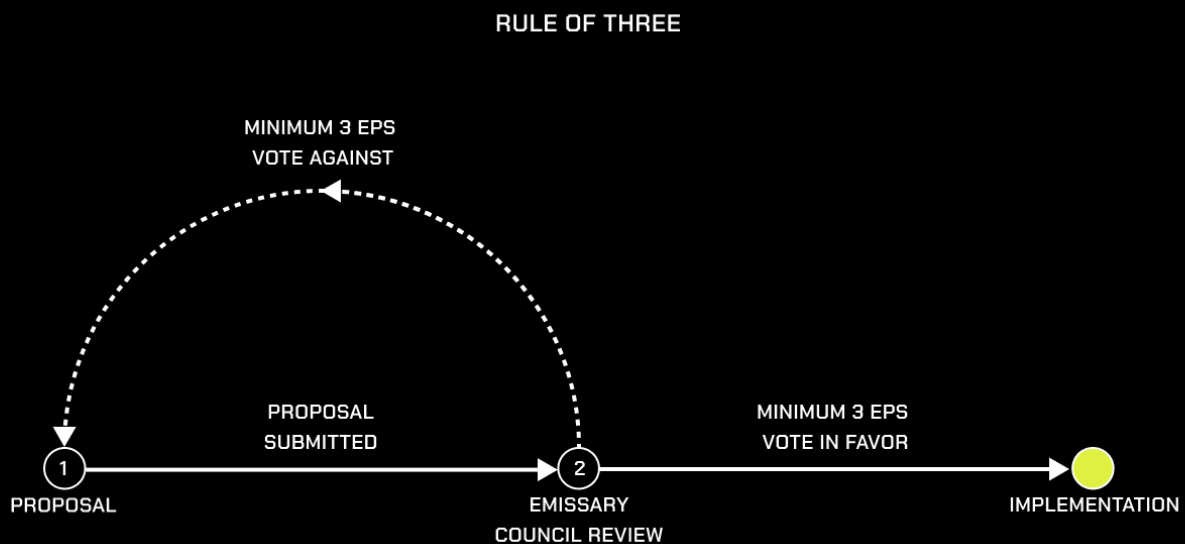 RULE OF THREE
MINIMUM 3 EPS
VOTE AGAINST
PROPOSAL
SUBMITTED
MINIMUM 3 EPS
VOTE IN FAVOR
1
2
PROPOSAL
EMISSARY
COUNCIL REVIEW
IMPLEMENTATION